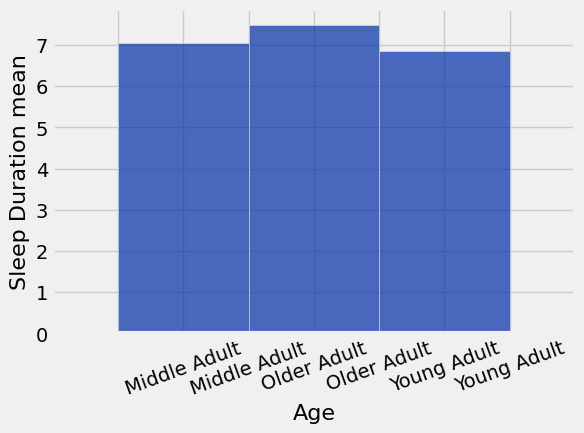 Sleep Duration mean
7
6
5
4
3
2
1
0
Middle Adult
Middle Adult
Older Adult
Older Adult
Young Adult
Young Adult
Age